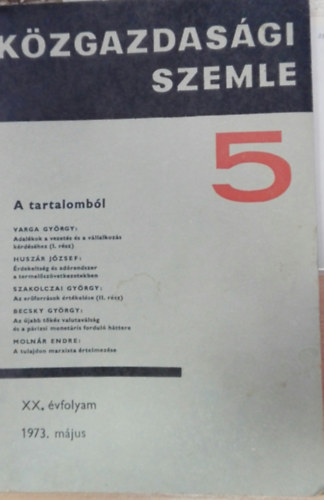 KÖZGAZDASÁGI
SZEMLE
5
A tartalomból
VARGA GYÖRGY:
Adalékok a vezetés és a vállalkozás
kérdéséhez (I. rész)
HUSZÁR JÓZSEF:
Érdekeltség és adórendszer
a termelőszövetkezetekben
SZAKOLCZAI GYÖRGY:
Az erőforrások értékelése (II. rész)
BECSKY GYÖRGY:
Az újabb tőkés valutaválság
és a párizsi monetáris forduló háttere
MOLNÁR ENDRE:
A tulajdon marxista értelmezése
XX. évfolyam
1973. május